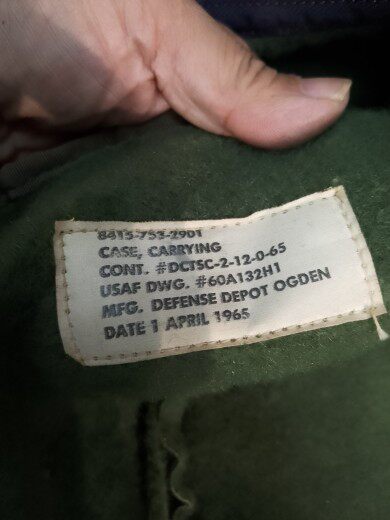 8415-753-2901
CASE, CARRYING
CONT. #DCTSC-2-12-0-65
USAF DWG. #60A132H1
MFG. DEFENSE DEPOT OGDEN
DATE 1 APRIL 1965